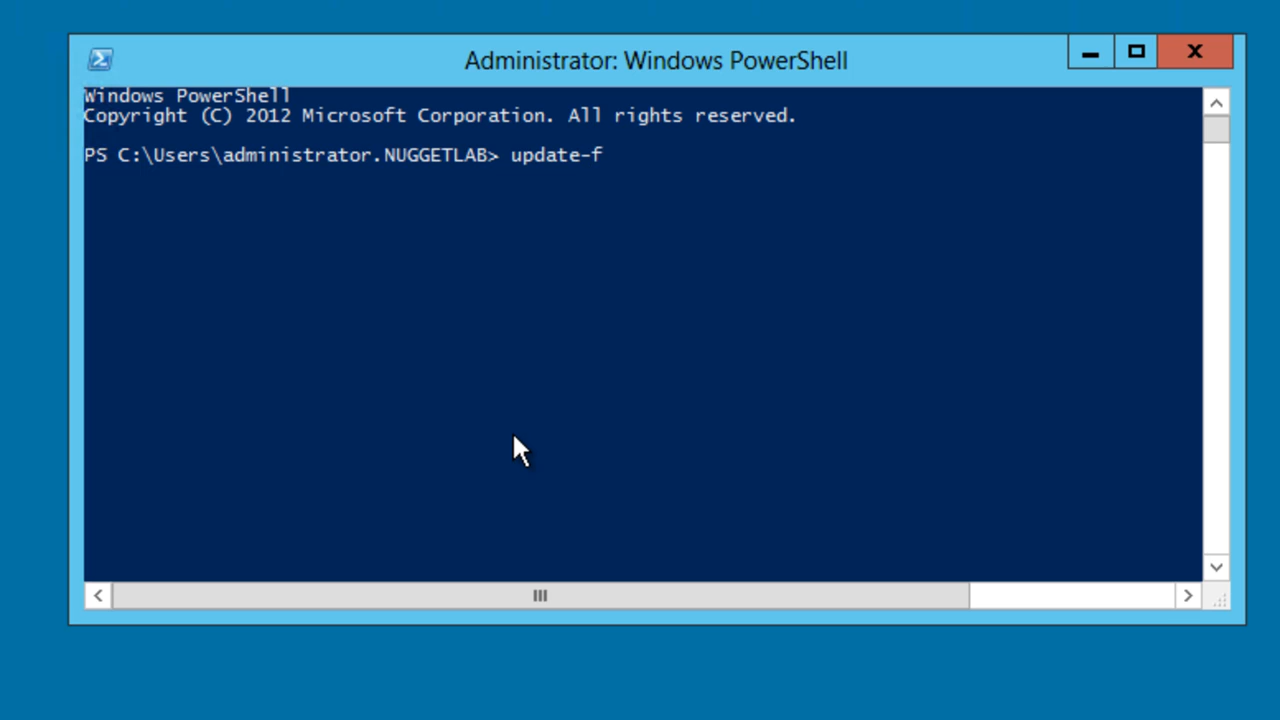 Administrator: Windows PowerShell
Windows PowerShell
Copyright (C) 2012 Microsoft Corporation. All rights reserved.
PS C:\Users\administrator.NUGGETLAB> update-f